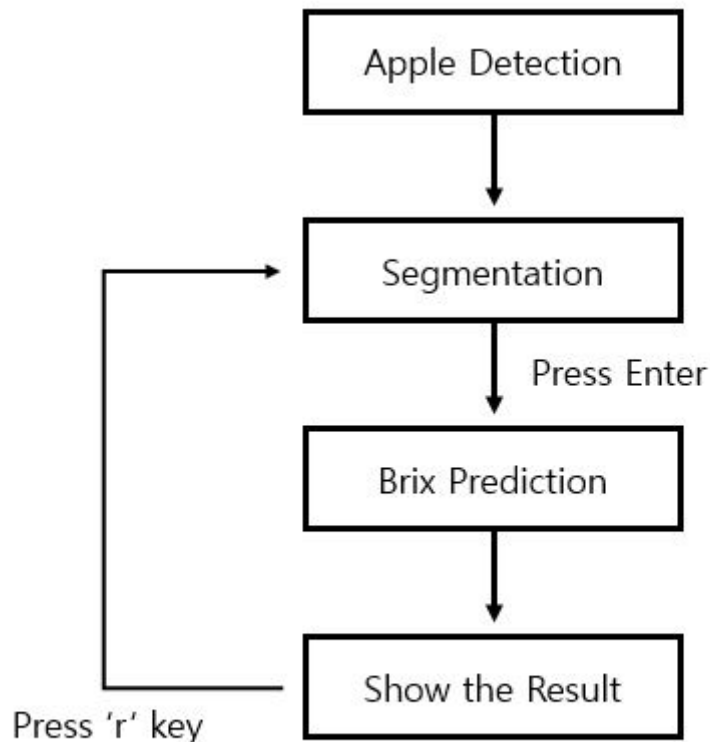 Apple Detection
Segmentation
Press Enter
Brix Prediction
Show the Result
Press ‘r’ key